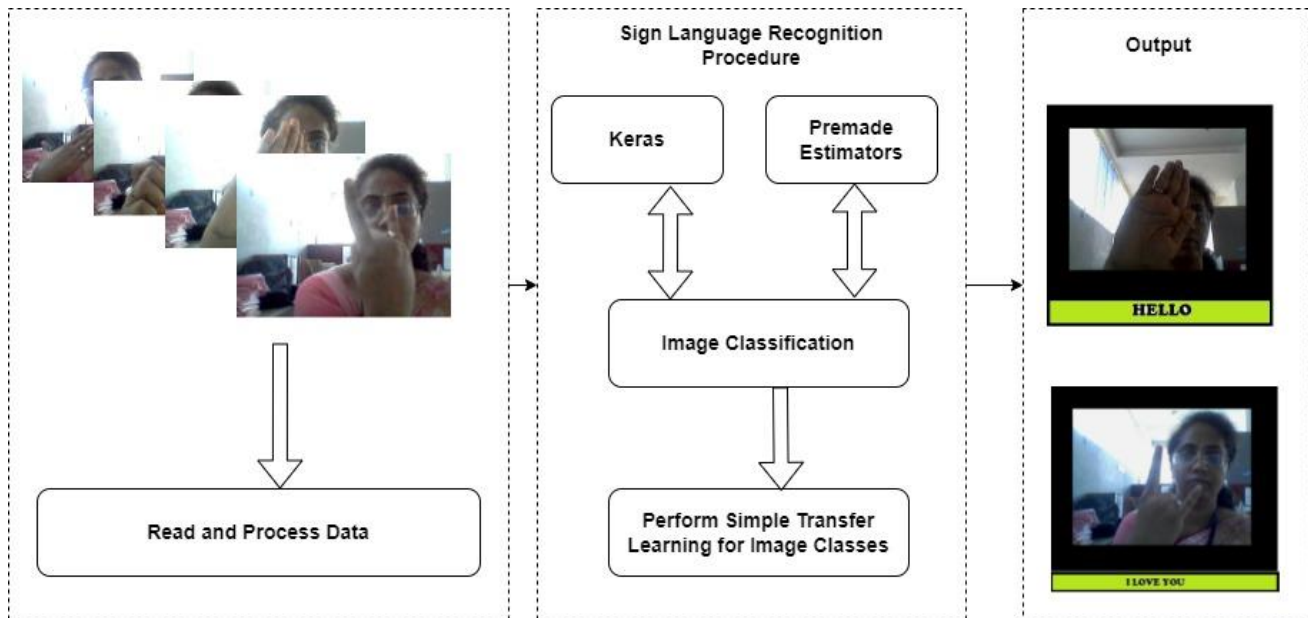 Sign Language Recognition
Procedure
Output
Keras
Premade
Estimators
Image Classification
Read and Process Data
Perform Simple Transfer
Learning for Image Classes
HELLO
I LOVE YOU